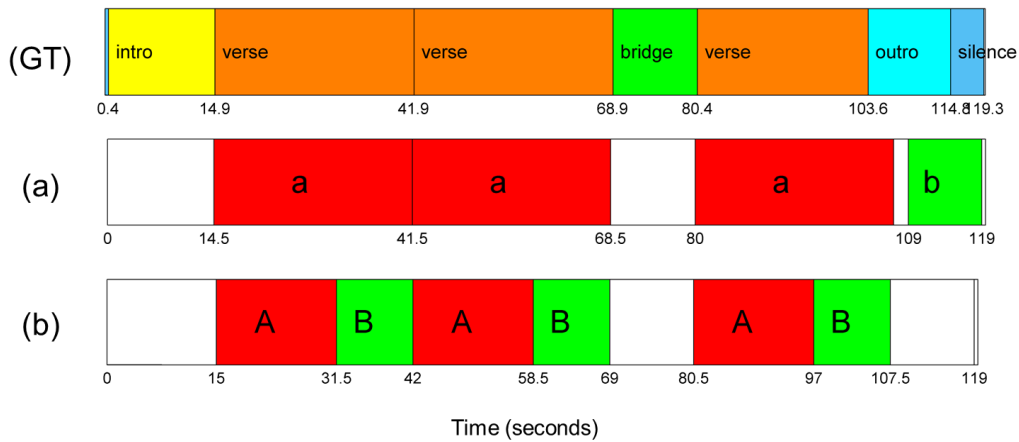 (GT) intro verse verse bridge verse outro silence
0.4 14.9 41.9 68.9 80.4 103.6 114.8 119.3
(a) a a a b
0 14.5 41.5 68.5 80 109 119
(b) A B A B A B
0 15 31.5 42 58.5 69 80.5 97 107.5 119
Time (seconds)